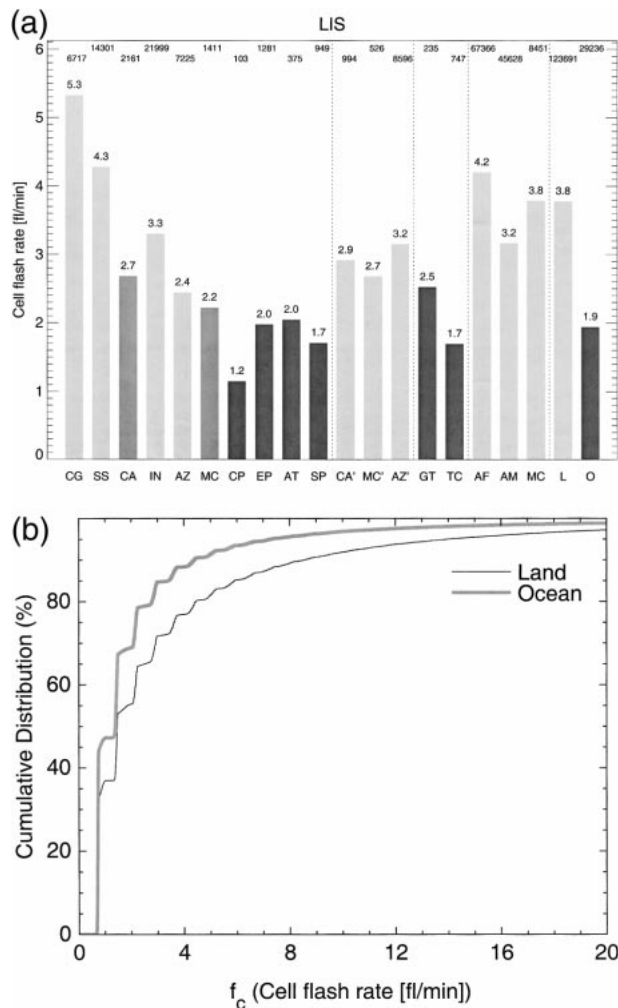 (a)
LIS
14301 21999 1411 1281 949 526 235 67366 8451 29236
6717 2161 7225 103 375 994 8596 747 45628 123691
6
5
4
3
2
1
0
Cell flash rate [fl/min]
5.3
4.3
2.7
3.3
2.4
2.2
1.2
2.0
2.0
1.7
2.9
2.7
3.2
2.5
1.7
4.2
3.2
3.8
3.8
1.9
CG SS CA IN AZ MC CP EP AT SP CA' MC' AZ' GT TC AF AM MC L O
(b)
Cumulative Distribution (%)
80
60
40
20
0
Land
Ocean
0 4 8 12 16 20
f_c (Cell flash rate [fl/min])